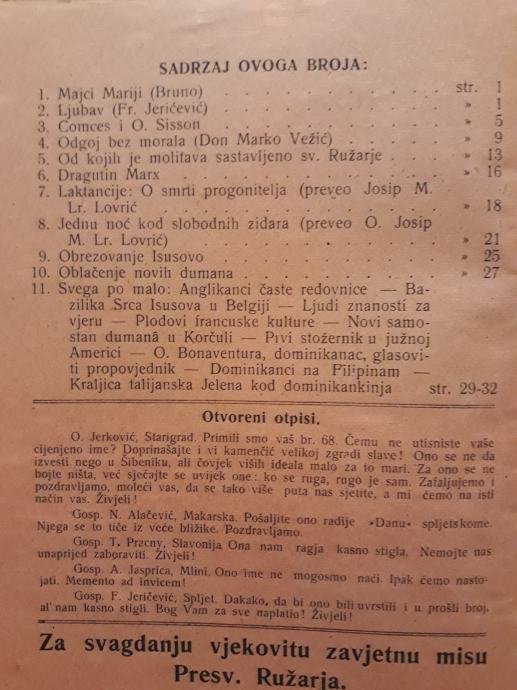 SADRZAJ OVOGA BROJA:
1. Majci Mariji (Bruno) . . . . . . . . . . . str. 1
2. Ljubav (Fr. Jeričević) . . . . . . . . . . » 1
3. Comces i O. Sisson . . . . . . . . . . . » 5
4. Odgoj bez morala (Don Marko Vežić) . . . . » 9
5. Od kojih je molitava sastavljeno sv. Ružarje . . . » 13
6. Dragutin Marx . . . . . . . . . . . . » 16
7. Laktancije: O smrti progonitelja (preveo Josip M.
Lr. Lovrić . . . . . . . . . . . . . » 18
8. Jednu noć kod slobodnih zidara (preveo O. Josip
M. Lr. Lovrić) . . . . . . . . . . . . » 21
9. Obrezovanje Isusovo . . . . . . . . . . » 25
10. Oblačenje novih dumana . . . . . . . . . » 27
11. Svega po malo: Anglikanci časte redovnice — Ba-
zilika Srca Isusova u Belgiji — Ljudi znanosti za
vjeru — Plodovi francuske kulture — Novi samo-
stan dumanâ u Korčuli — Prvi stožernik u južnoj
Americi — O. Bonaventura, dominikanac, glasovi-
ti propovjednik — Dominikanci na Filipinam —
Kraljica talijanska Jelena kod dominikankinja str. 29-32
Otvoreni otpisi.
O. Jerković, Starigrad. Primili smo vaš br. 68. Čemu ne utisniste vaše
cijenjeno ime? Doprinašajte i vi kamenčić velikoj zgradi slave! Ono se ne da
izvesti nego u Šibeniku, ali čovjek viših ideala malo za to mari. Za ono se ne
bojte ništa, već sjećajte se uvijek one: ko se ruga, rugo je sam. Zafaljujemo i
pozdravljamo, moleći vas, da se tako više puta nas sjetite, a mi ćemo na isti
način vas. Živjeli!
Gosp. N. Alačević, Makarska. Pošaljite ono radije »Danu« spljetskome.
Njega se to tiče iz veće bližike. Pozdravljamo.
Gosp. T. Prazny, Slavonija Ona nam ragja kasno stigla. Nemojte nas
unaprijed zaboraviti. Živjeli!
Gosp. A. Jasprica, Mlini. Ono ime ne mogosmo naći. Ipak ćemo nasto-
jati. Memento ad invicem!
Gosp. F. Jeričević, Spljet. Dakako, da bi ono bili uvrstili i u prošli broj,
al' nam kasno stigli. Bog Vam za sve naplatio! Živjeli!
Za svagdanju vjekovitu zavjetnu misu
Presv. Ružarja.